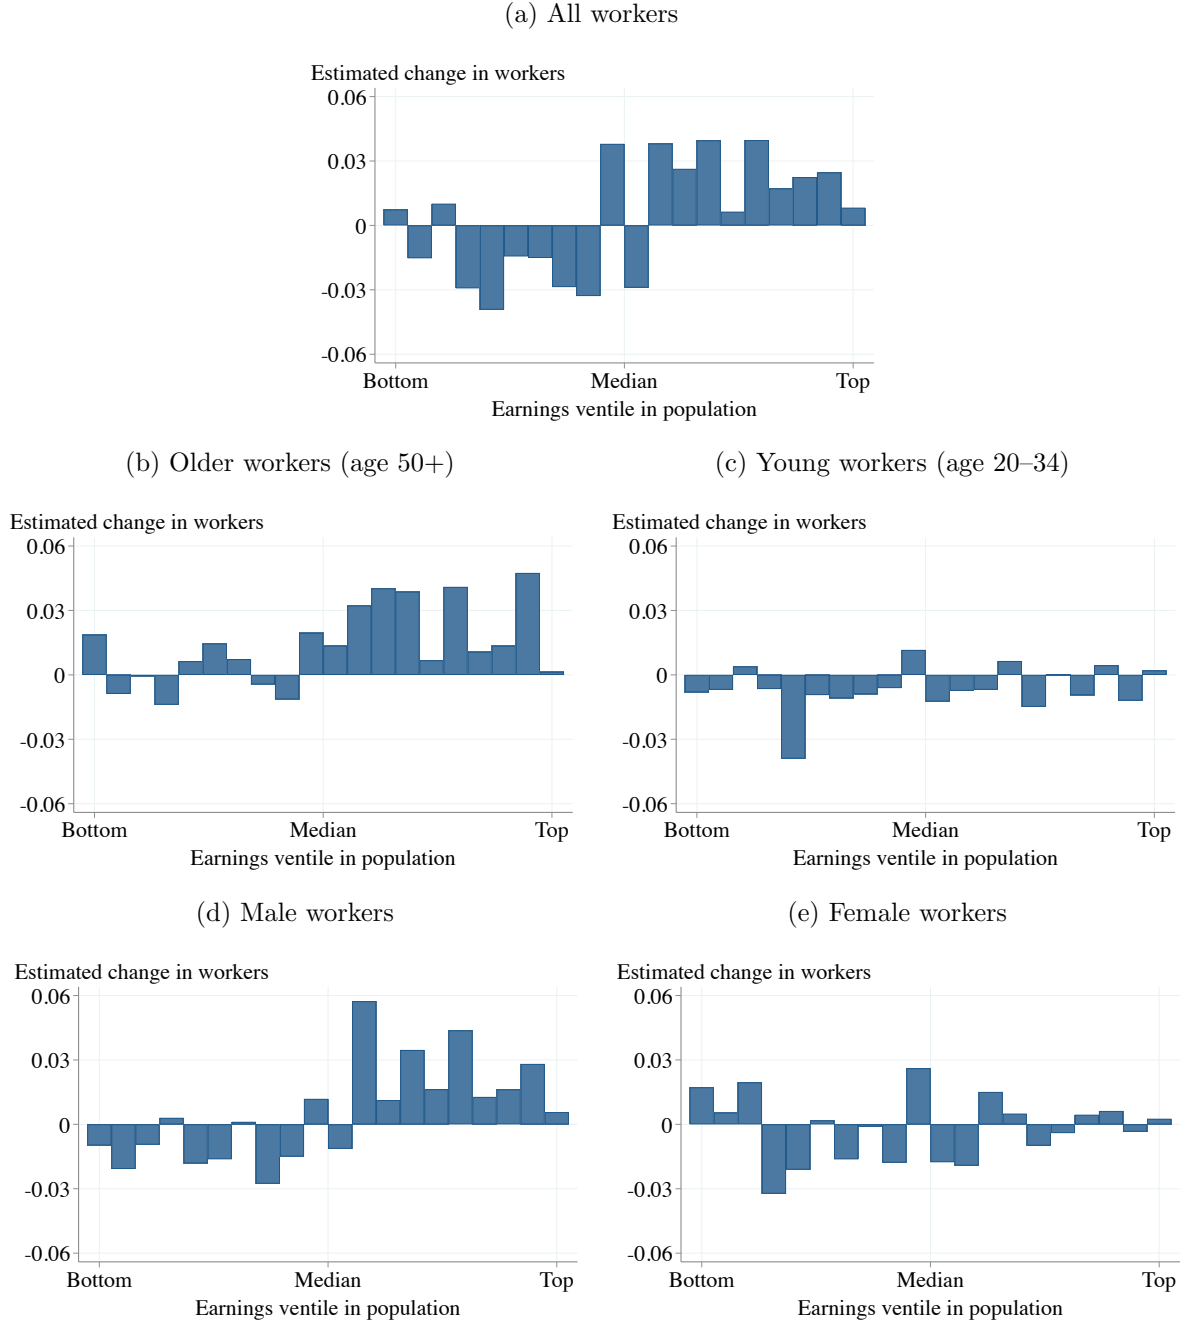 (a) All workers
Estimated change in workers
0.06
0.03
0
-0.03
-0.06
Bottom Median Top
Earnings ventile in population
(b) Older workers (age 50+)
Estimated change in workers
0.06
0.03
0
-0.03
-0.06
Bottom Median Top
Earnings ventile in population
(c) Young workers (age 20–34)
Estimated change in workers
0.06
0.03
0
-0.03
-0.06
Bottom Median Top
Earnings ventile in population
(d) Male workers
Estimated change in workers
0.06
0.03
0
-0.03
-0.06
Bottom Median Top
Earnings ventile in population
(e) Female workers
Estimated change in workers
0.06
0.03
0
-0.03
-0.06
Bottom Median Top
Earnings ventile in population